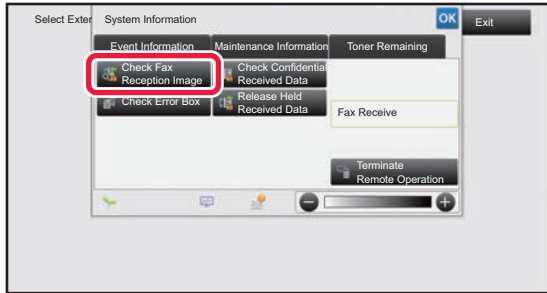 Select Exter
System Information
OK
Exit
Event Information
Maintenance Information
Toner Remaining
Check Fax
Reception Image
Check Confidential
Received Data
Check Error Box
Release Held
Received Data
Fax Receive
Terminate
Remote Operation